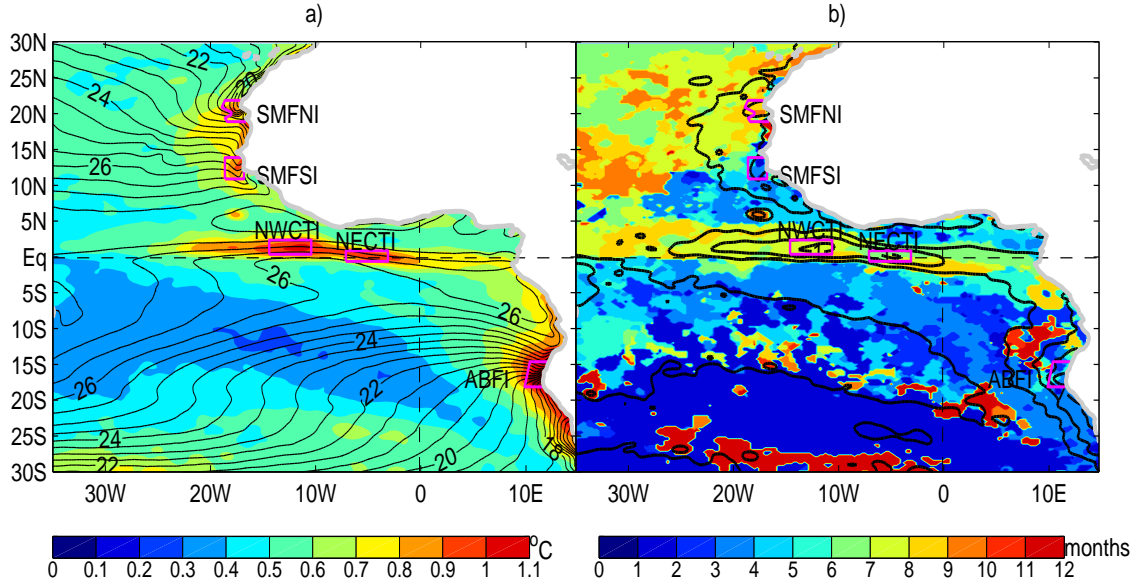 a) b)
30N 25N 20N 15N 10N 5N Eq 5S 10S 15S 20S 25S 30S
22 20 24 26 26 26 24 26 22 24 22 20 18
SMFNI
SMFSI
NWCTI NECTI
ABFI
SMFNI
SMFSI
NWCTI NECTI
ABFI
30W 20W 10W 0 10E 30W 20W 10W 0 10E
0 0.1 0.2 0.3 0.4 0.5 0.6 0.7 0.8 0.9 1 1.1 ºC
0 1 2 3 4 5 6 7 8 9 10 11 12 months